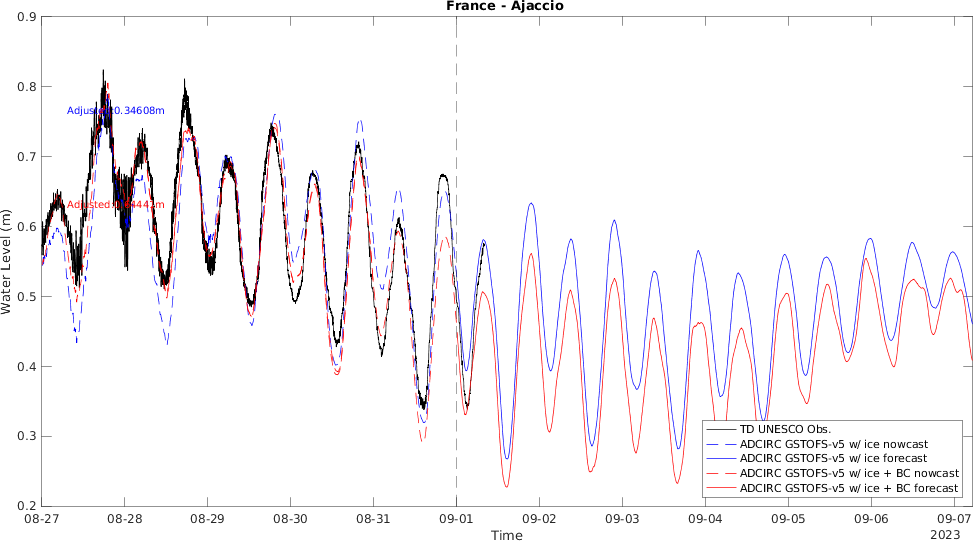 France - Ajaccio
0.9
0.8
0.7
0.6
0.5
0.4
0.3
0.2
Water Level (m)
Adjusted
Adjusted
08-27 08-28 08-29 08-30 08-31 09-01 09-02 09-03 09-04 09-05 09-06 09-07
Time
2023
TD UNESCO Obs.
ADCIRC GSTOFS-v5 w/ ice nowcast
ADCIRC GSTOFS-v5 w/ ice forecast
ADCIRC GSTOFS-v5 w/ ice + BC nowcast
ADCIRC GSTOFS-v5 w/ ice + BC forecast